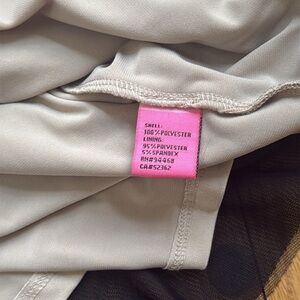 SHELL:
100%POLYESTER
LINING:
95%POLYESTER
5%SPANDEX
RN#94468
CA#52362